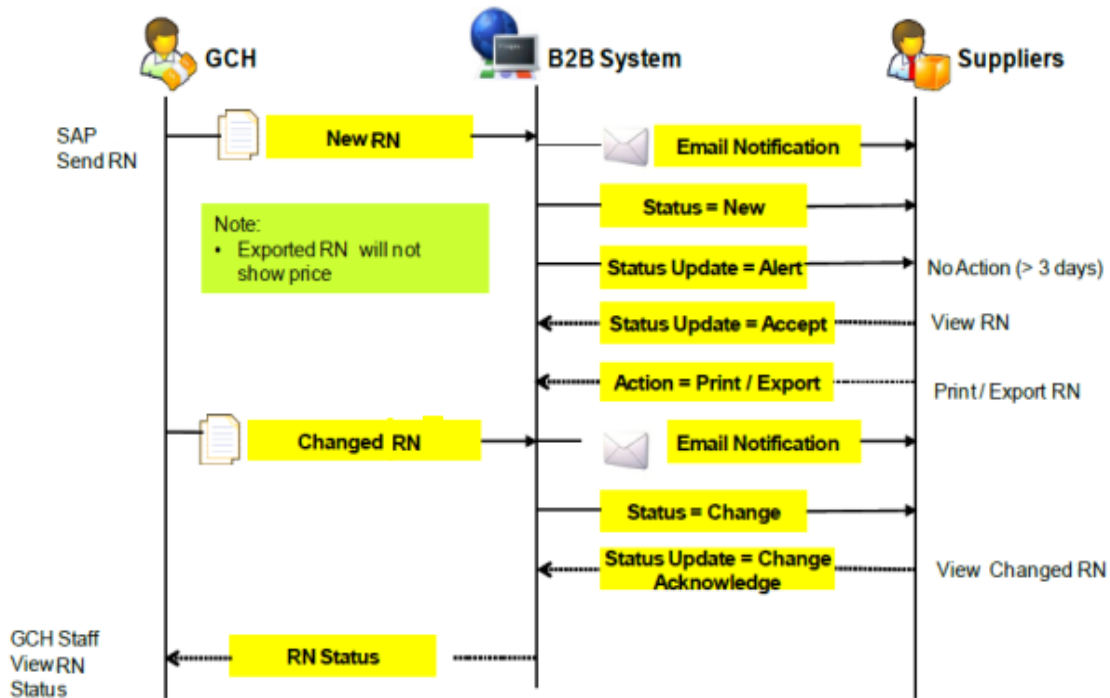 GCH
B2B System
Suppliers
SAP
Send RN
New RN
Email Notification
Note:
• Exported RN will not
show price
Status = New
Status Update = Alert
No Action (> 3 days)
Status Update = Accept
View RN
Action = Print / Export
Print / Export RN
Changed RN
Email Notification
Status = Change
Status Update = Change
Acknowledge
View Changed RN
GCH Staff
View RN
Status
RN Status